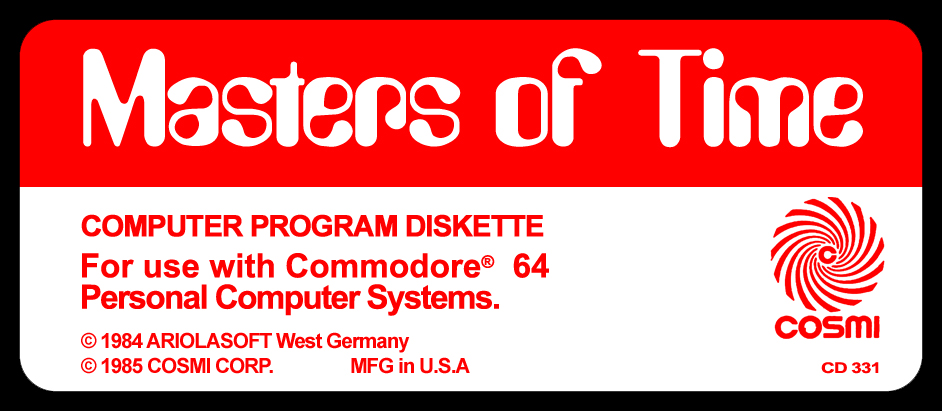 Masters of Time
COMPUTER PROGRAM DISKETTE
For use with Commodore® 64
Personal Computer Systems.
© 1984 ARIOLASOFT West Germany
© 1985 COSMI CORP. MFG in U.S.A
C
COSMI
CD 331